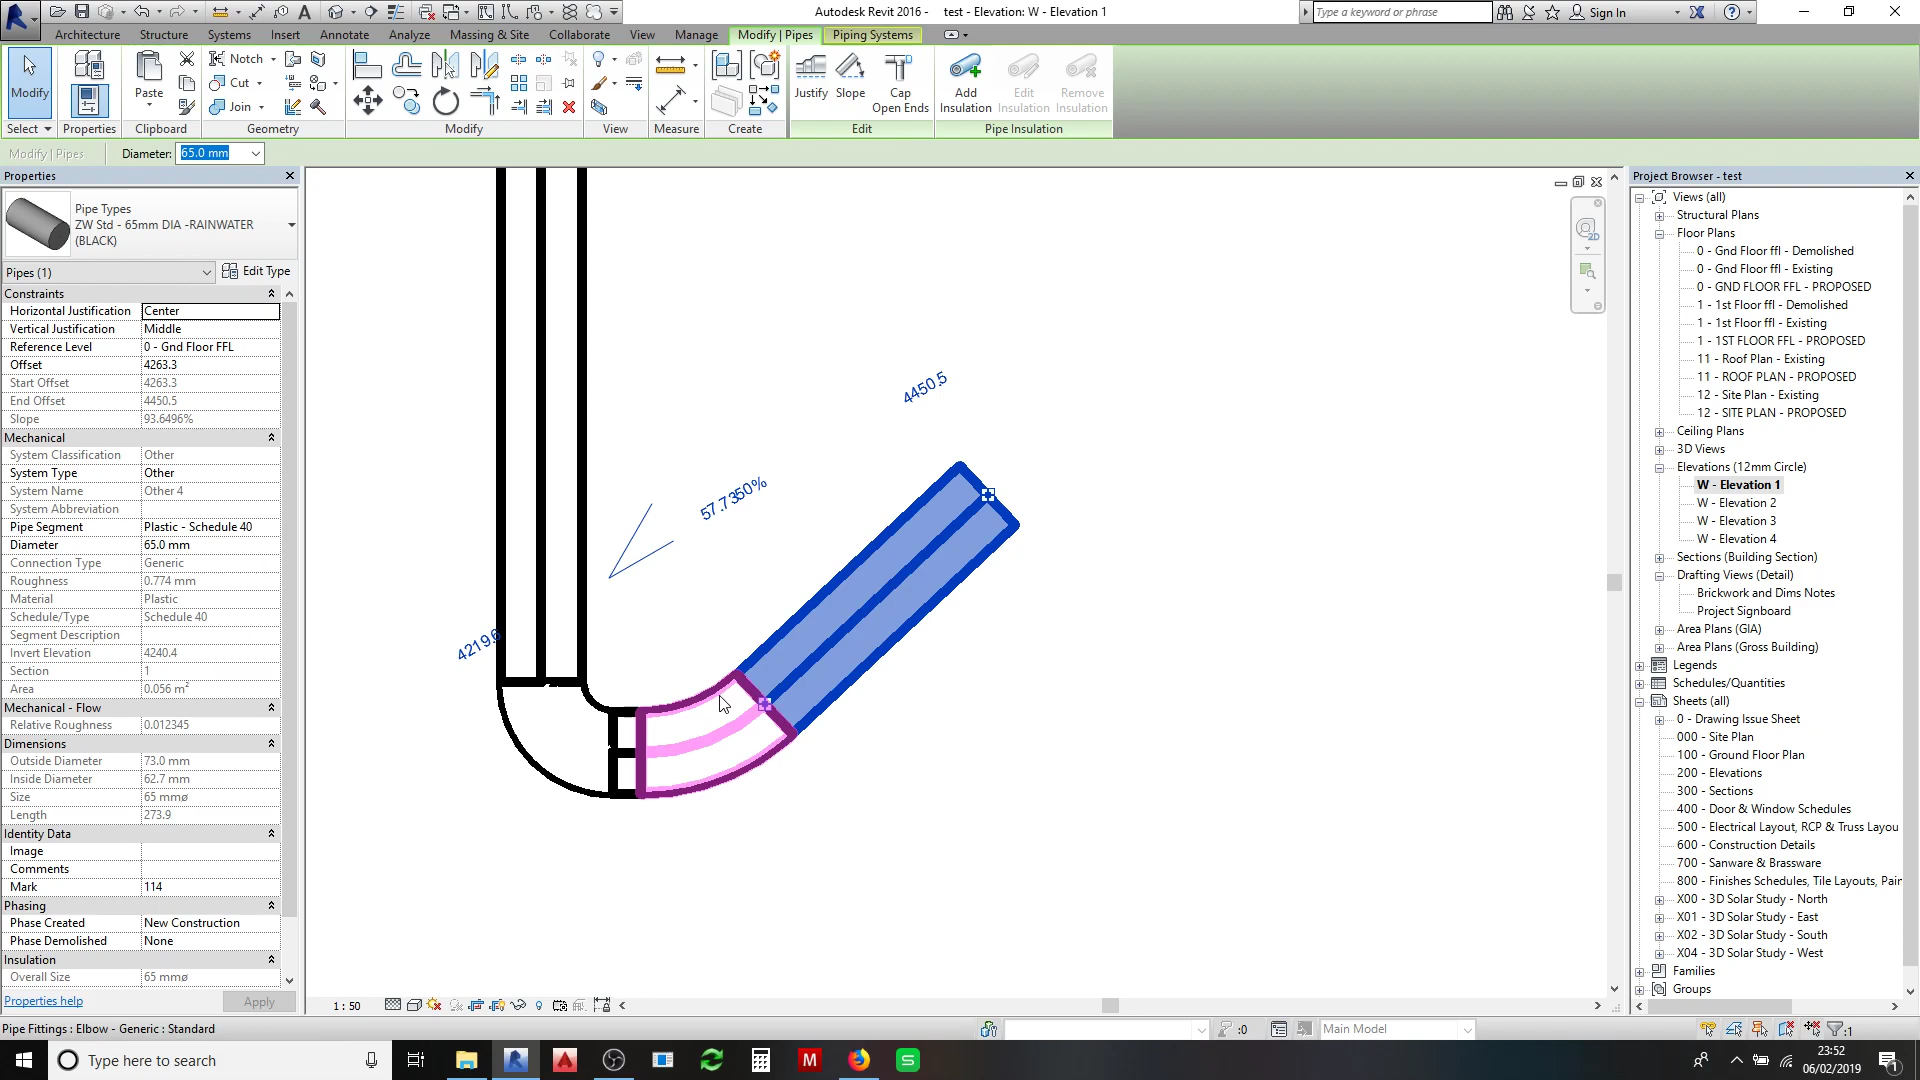 Autodesk Revit 2016 - test - Elevation: W - Elevation 1
Type a keyword or phrase
Sign In
Architecture Structure Systems Insert Annotate Analyze Massing & Site Collaborate View Manage Modify | Pipes Piping Systems
Modify
Select
Properties
Paste
Clipboard
Notch
Cut
Join
Geometry
Modify
View
Measure
Create
Justify Slope Cap Open Ends
Edit
Add Insulation Edit Insulation Remove Insulation
Pipe Insulation
Modify | Pipes
Diameter: 65.0 mm
Properties
Pipe Types
ZW Std - 65mm DIA -RAINWATER
(BLACK)
Pipes (1)
Edit Type
Constraints
Horizontal Justification Center
Vertical Justification Middle
Reference Level 0 - Gnd Floor FFL
Offset 4263.3
Start Offset 4263.3
End Offset 4450.5
Slope 93.6496%
Mechanical
System Classification Other
System Type Other
System Name Other 4
System Abbreviation
Pipe Segment Plastic - Schedule 40
Diameter 65.0 mm
Connection Type Generic
Roughness 0.774 mm
Material Plastic
Schedule/Type Schedule 40
Segment Description
Invert Elevation 4240.4
Section 1
Area 0.056 m²
Mechanical - Flow
Relative Roughness 0.012345
Dimensions
Outside Diameter 73.0 mm
Inside Diameter 62.7 mm
Size 65 mmø
Length 273.9
Identity Data
Image
Comments
Mark 114
Phasing
Phase Created New Construction
Phase Demolished None
Insulation
Overall Size 65 mmø
Properties help
Apply
4450.5
57.7350%
4219.6
2D
1 : 50
Project Browser - test
Views (all)
Structural Plans
Floor Plans
0 - Gnd Floor ffl - Demolished
0 - Gnd Floor ffl - Existing
0 - GND FLOOR FFL - PROPOSED
1 - 1st Floor ffl - Demolished
1 - 1st Floor ffl - Existing
1 - 1ST FLOOR FFL - PROPOSED
11 - Roof Plan - Existing
11 - ROOF PLAN - PROPOSED
12 - Site Plan - Existing
12 - SITE PLAN - PROPOSED
Ceiling Plans
3D Views
Elevations (12mm Circle)
W - Elevation 1
W - Elevation 2
W - Elevation 3
W - Elevation 4
Sections (Building Section)
Drafting Views (Detail)
Brickwork and Dims Notes
Project Signboard
Area Plans (GIA)
Area Plans (Gross Building)
Legends
Schedules/Quantities
Sheets (all)
0 - Drawing Issue Sheet
000 - Site Plan
100 - Ground Floor Plan
200 - Elevations
300 - Sections
400 - Door & Window Schedules
500 - Electical Layout, RCP & Truss Layou
600 - Construction Details
700 - Sanware & Brassware
800 - Finishes Schedules, Tile Layouts, Pair
X00 - 3D Solar Study - North
X01 - 3D Solar Study - East
X02 - 3D Solar Study - South
X04 - 3D Solar Study - West
Families
Groups
Pipe Fittings : Elbow - Generic : Standard
:0
Main Model
:1
Type here to search
M
S
23:52
06/02/2019
1